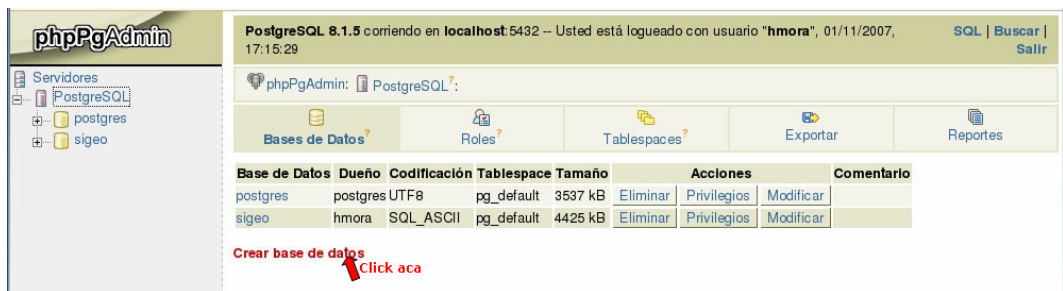 phpPgAdmin
Servidores
PostgreSQL
postgres
sigeo
PostgreSQL 8.1.5 corriendo en localhost:5432 -- Usted está logueado con usuario "hmora", 01/11/2007,
17:15:29
SQL | Buscar |
Salir
phpPgAdmin: PostgreSQL?:
Bases de Datos? Roles? Tablespaces? Exportar Reportes
Base de Datos Dueño Codificación Tablespace Tamaño Acciones Comentario
postgres postgres UTF8 pg_default 3537 kB Eliminar Privilegios Modificar
sigeo hmora SQL_ASCII pg_default 4425 kB Eliminar Privilegios Modificar
Crear base de datos
Click aca